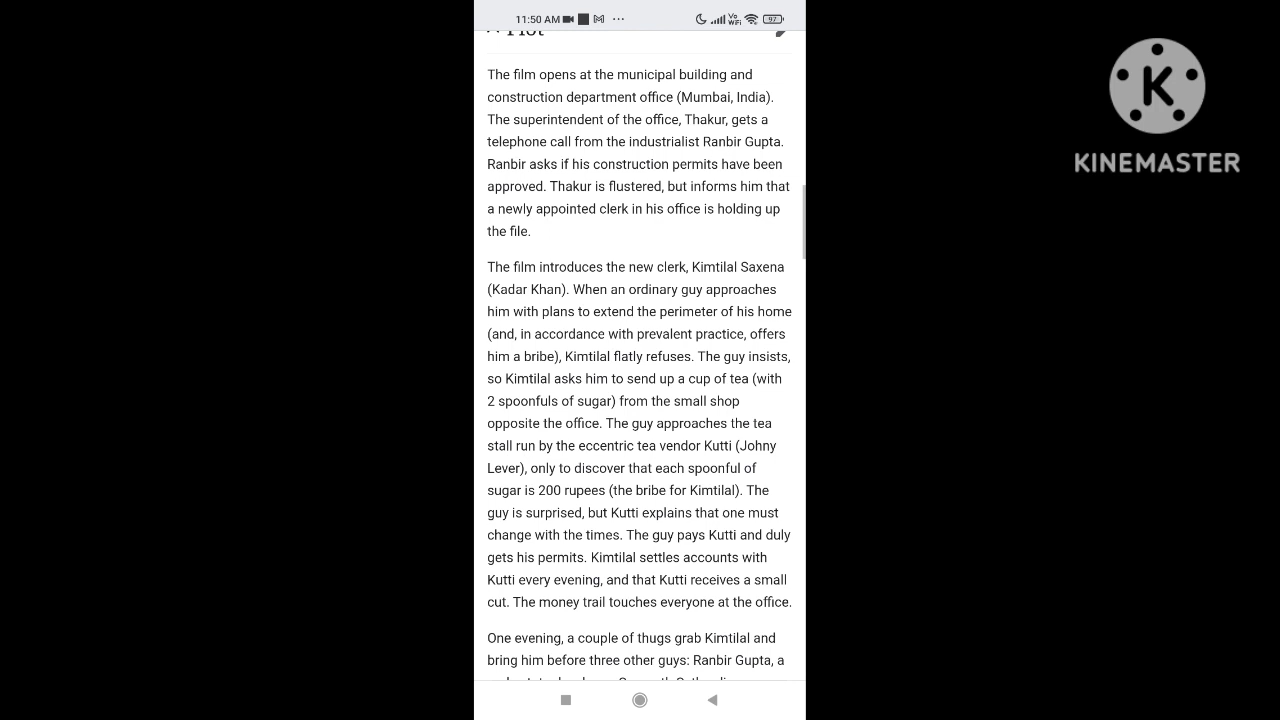 11:50 AM
Vo
WiFi
97
Plot
The film opens at the municipal building and
construction department office (Mumbai, India).
The superintendent of the office, Thakur, gets a
telephone call from the industrialist Ranbir Gupta.
Ranbir asks if his construction permits have been
approved. Thakur is flustered, but informs him that
a newly appointed clerk in his office is holding up
the file.
The film introduces the new clerk, Kimtilal Saxena
(Kadar Khan). When an ordinary guy approaches
him with plans to extend the perimeter of his home
(and, in accordance with prevalent practice, offers
him a bribe), Kimtilal flatly refuses. The guy insists,
so Kimtilal asks him to send up a cup of tea (with
2 spoonfuls of sugar) from the small shop
opposite the office. The guy approaches the tea
stall run by the eccentric tea vendor Kutti (Johny
Lever), only to discover that each spoonful of
sugar is 200 rupees (the bribe for Kimtilal). The
guy is surprised, but Kutti explains that one must
change with the times. The guy pays Kutti and duly
gets his permits. Kimtilal settles accounts with
Kutti every evening, and that Kutti receives a small
cut. The money trail touches everyone at the office.
One evening, a couple of thugs grab Kimtilal and
bring him before three other guys: Ranbir Gupta, a
K
KINEMASTER